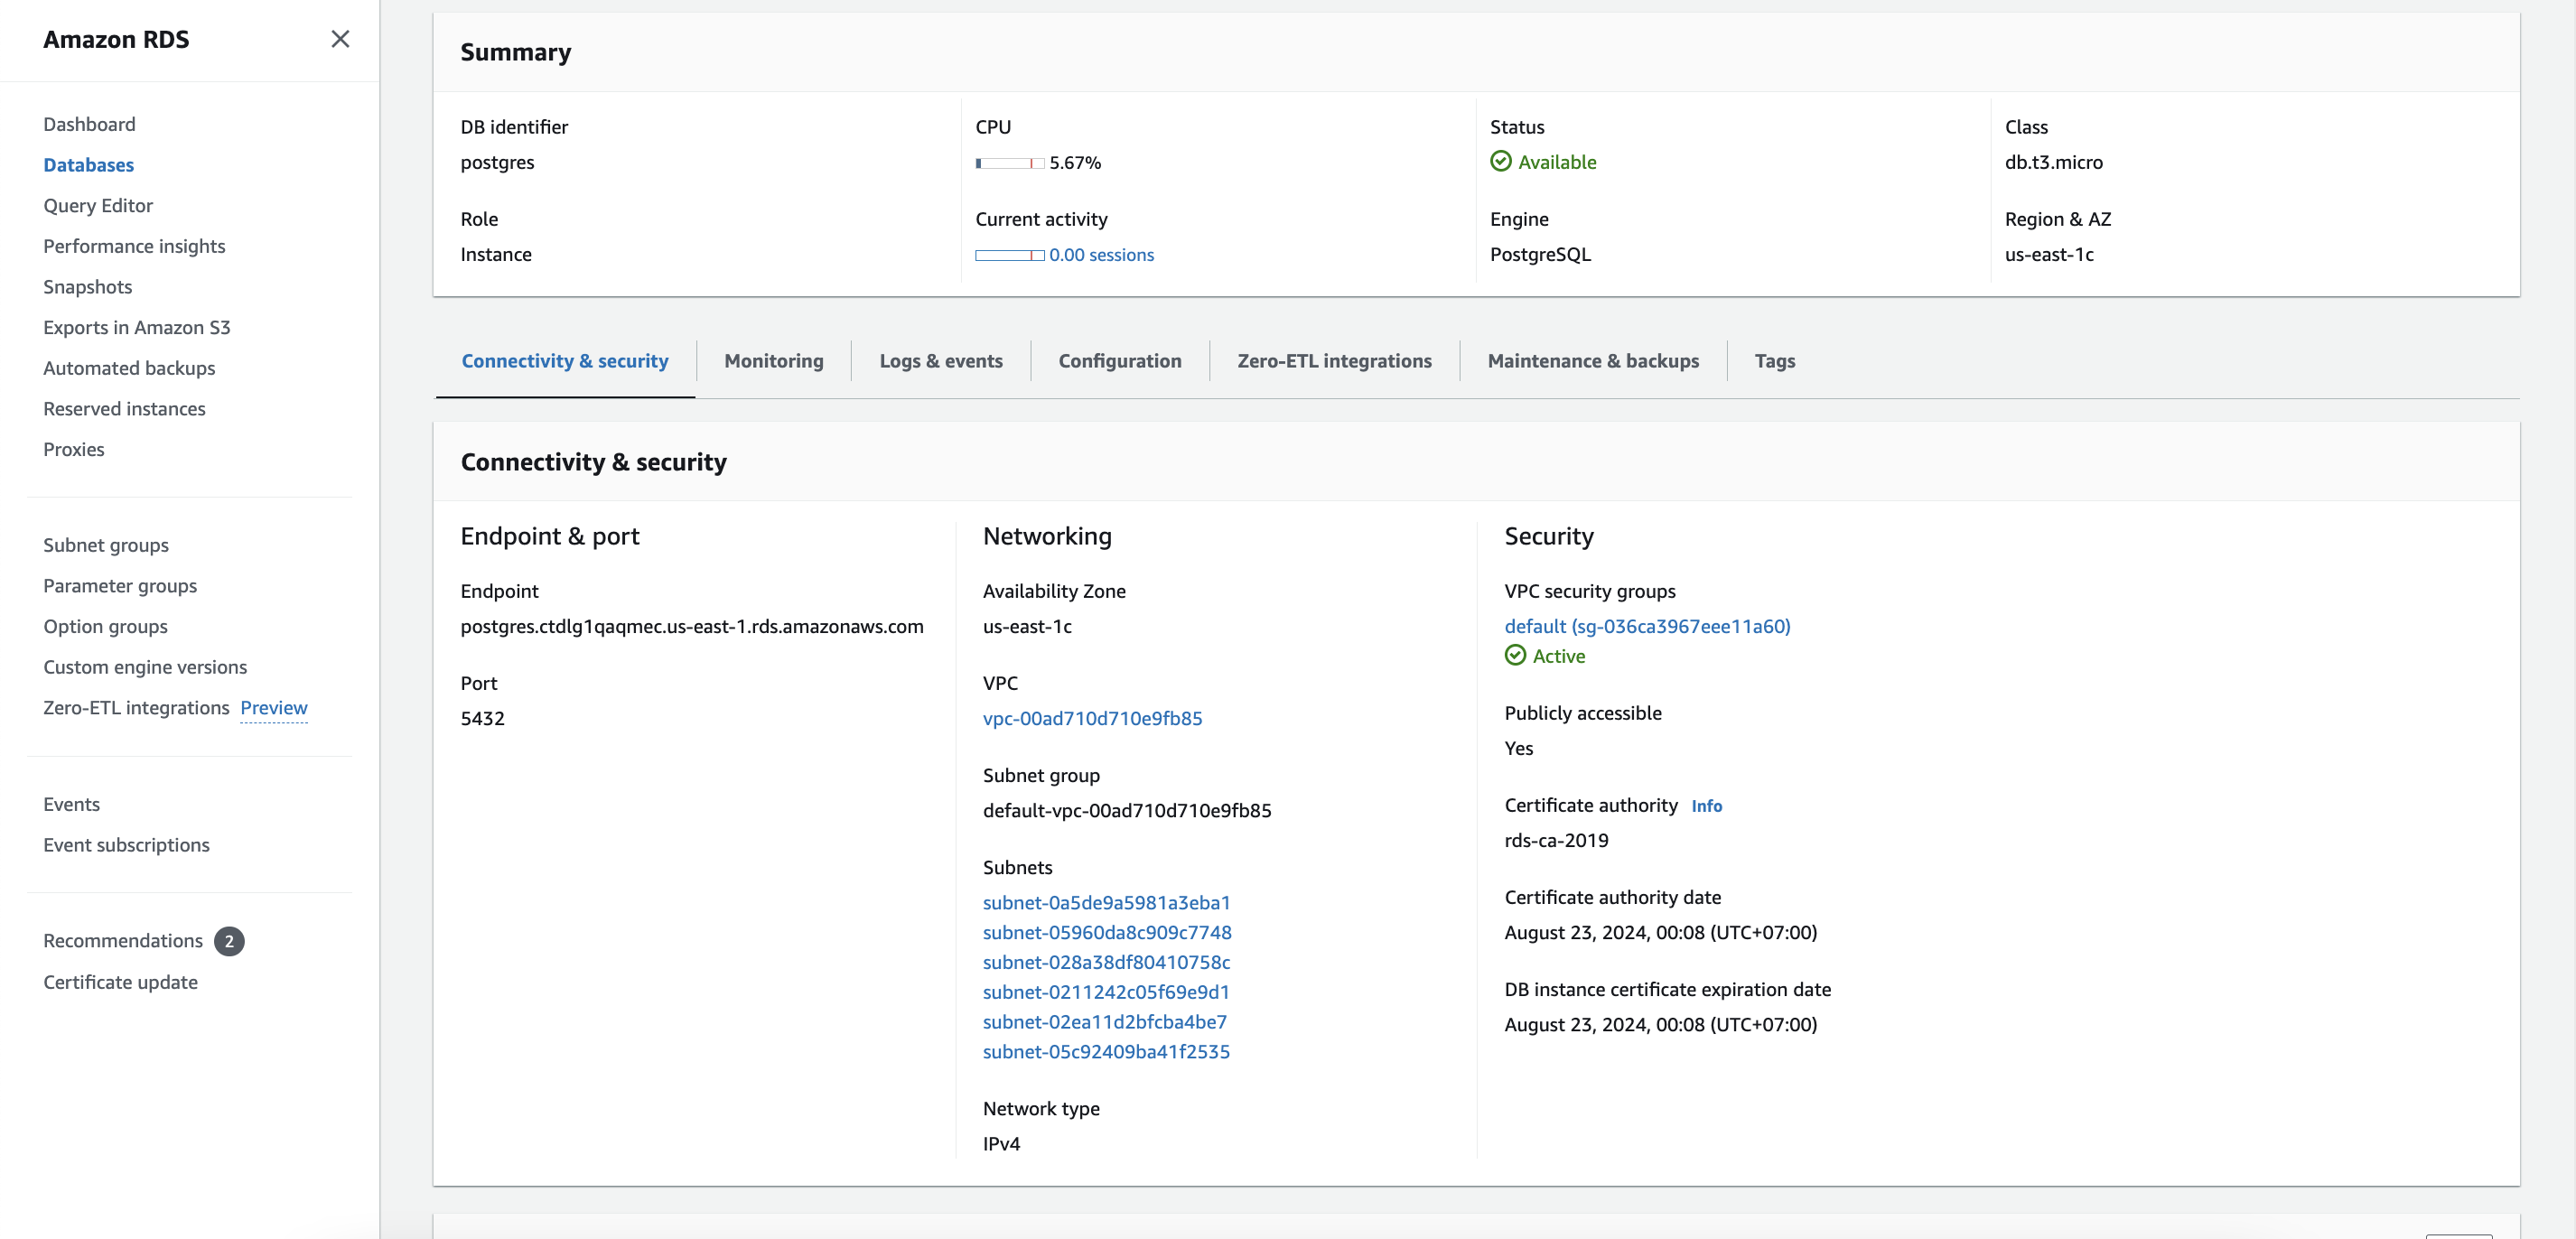 Amazon RDS
Dashboard
Databases
Query Editor
Performance insights
Snapshots
Exports in Amazon S3
Automated backups
Reserved instances
Proxies
Subnet groups
Parameter groups
Option groups
Custom engine versions
Zero-ETL integrations Preview
Events
Event subscriptions
Recommendations 2
Certificate update
Summary
DB identifier
postgres
Role
Instance
CPU
5.67%
Current activity
0.00 sessions
Status
Available
Engine
PostgreSQL
Class
db.t3.micro
Region & AZ
us-east-1c
Connectivity & security
Monitoring
Logs & events
Configuration
Zero-ETL integrations
Maintenance & backups
Tags
Connectivity & security
Endpoint & port
Endpoint
postgres.ctdlg1qaqmec.us-east-1.rds.amazonaws.com
Port
5432
Networking
Availability Zone
us-east-1c
VPC
vpc-00ad710d710e9fb85
Subnet group
default-vpc-00ad710d710e9fb85
Subnets
subnet-0a5de9a5981a3eba1
subnet-05960da8c909c7748
subnet-028a38df80410758c
subnet-0211242c05f69e9d1
subnet-02ea11d2bfcba4be7
subnet-05c92409ba41f2535
Network type
IPv4
Security
VPC security groups
default (sg-036ca3967eee11a60)
Active
Publicly accessible
Yes
Certificate authority Info
rds-ca-2019
Certificate authority date
August 23, 2024, 00:08 (UTC+07:00)
DB instance certificate expiration date
August 23, 2024, 00:08 (UTC+07:00)